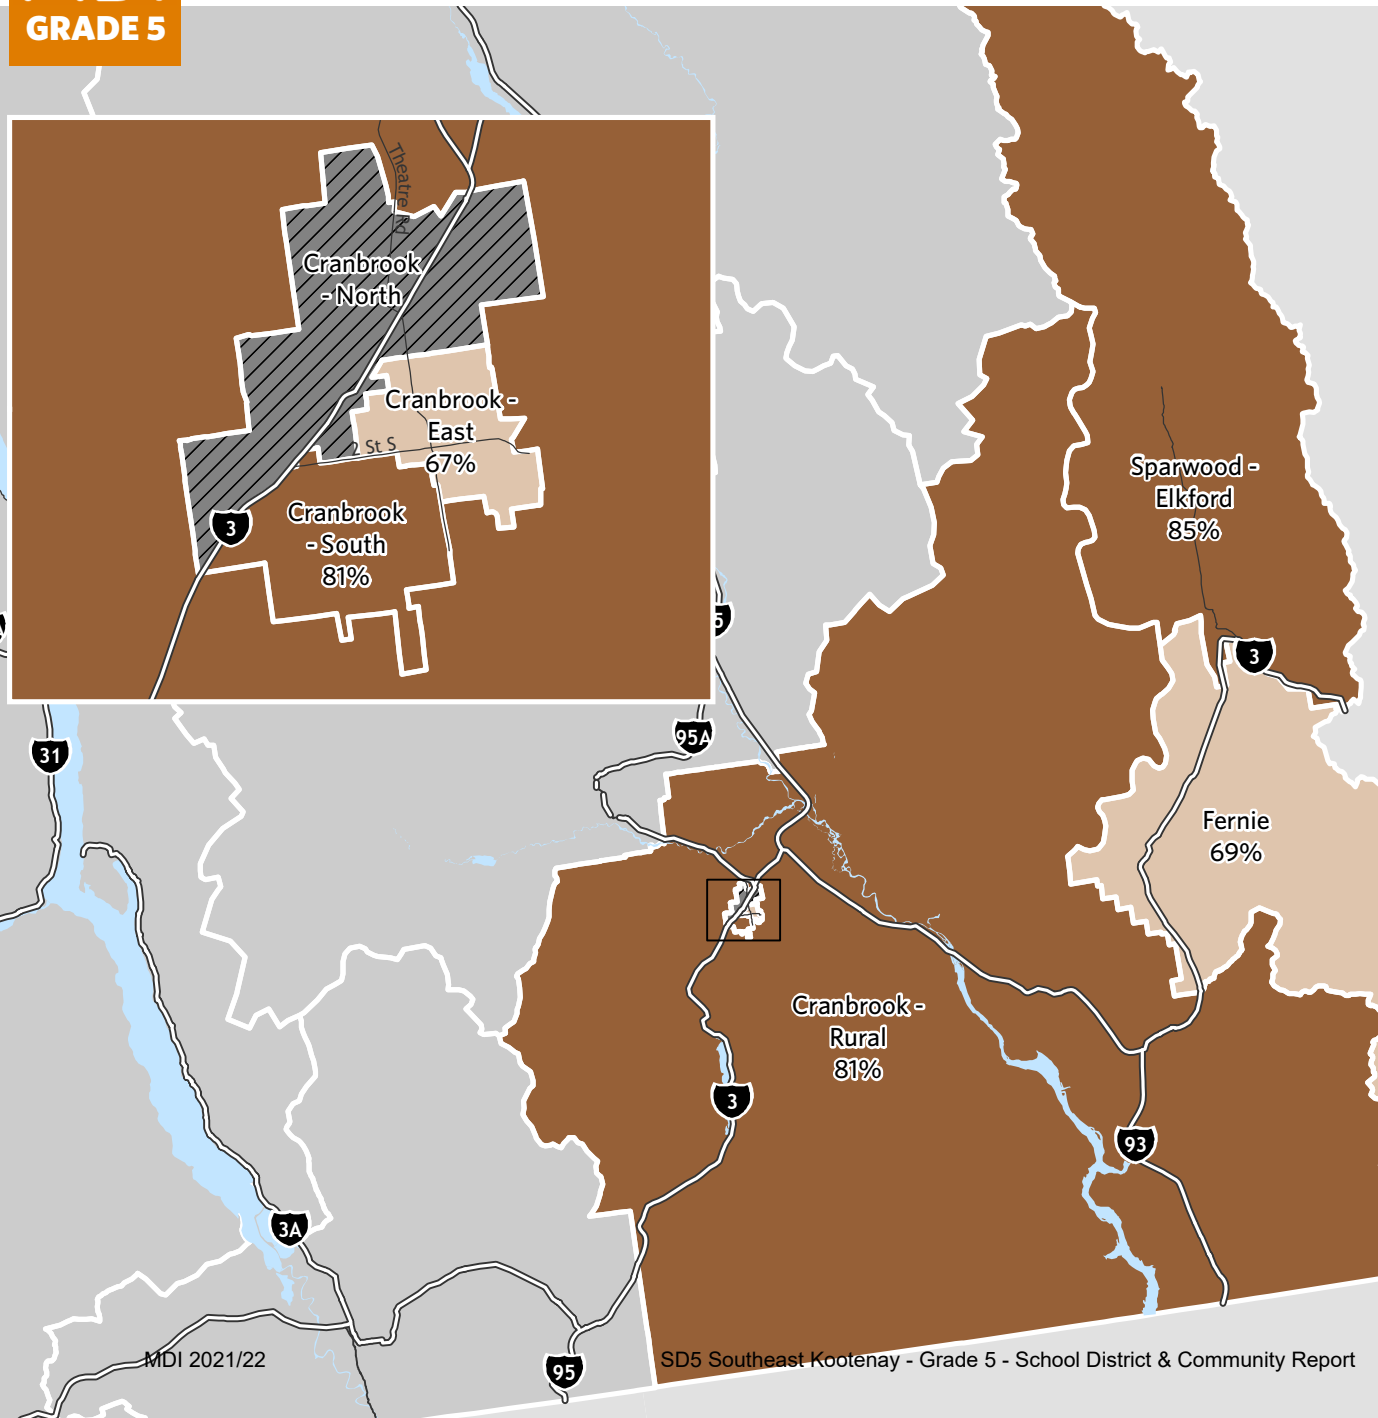 GRADE 5
Theatre Rd
Cranbrook
- North
Cranbrook -
East
67%
2 St S
Cranbrook
- South
81%
3
Sparwood -
Elkford
85%
3
31
95A
Fernie
69%
Cranbrook -
Rural
81%
3
93
3A
95
MDI 2021/22
SD5 Southeast Kootenay - Grade 5 - School District & Community Report